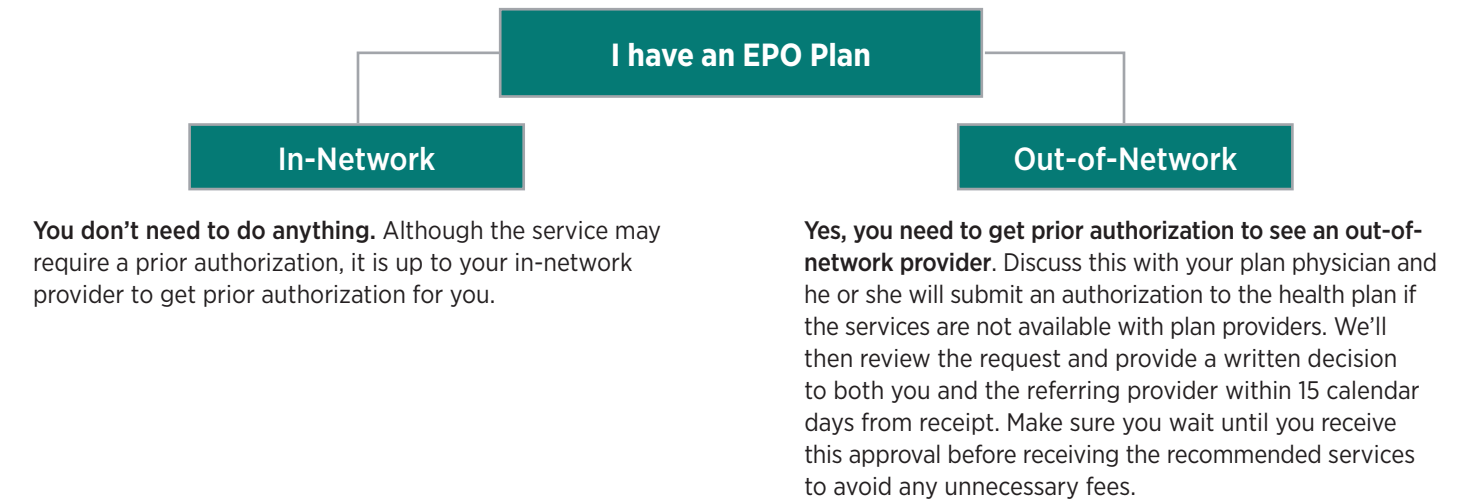 I have an EPO Plan
In-Network
You don’t need to do anything. Although the service may
require a prior authorization, it is up to your in-network
provider to get prior authorization for you.
Out-of-Network
Yes, you need to get prior authorization to see an out-of-
network provider. Discuss this with your plan physician and
he or she will submit an authorization to the health plan if
the services are not available with plan providers. We’ll
then review the request and provide a written decision
to both you and the referring provider within 15 calendar
days from receipt. Make sure you wait until you receive
this approval before receiving the recommended services
to avoid any unnecessary fees.